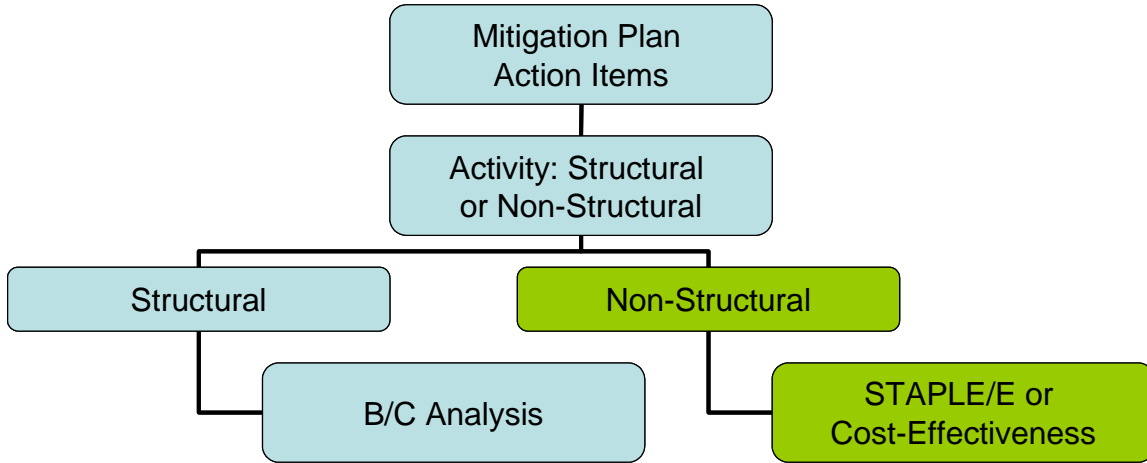 Mitigation Plan
Action Items
Activity: Structural
or Non-Structural
Structural
Non-Structural
B/C Analysis
STAPLE/E or
Cost-Effectiveness